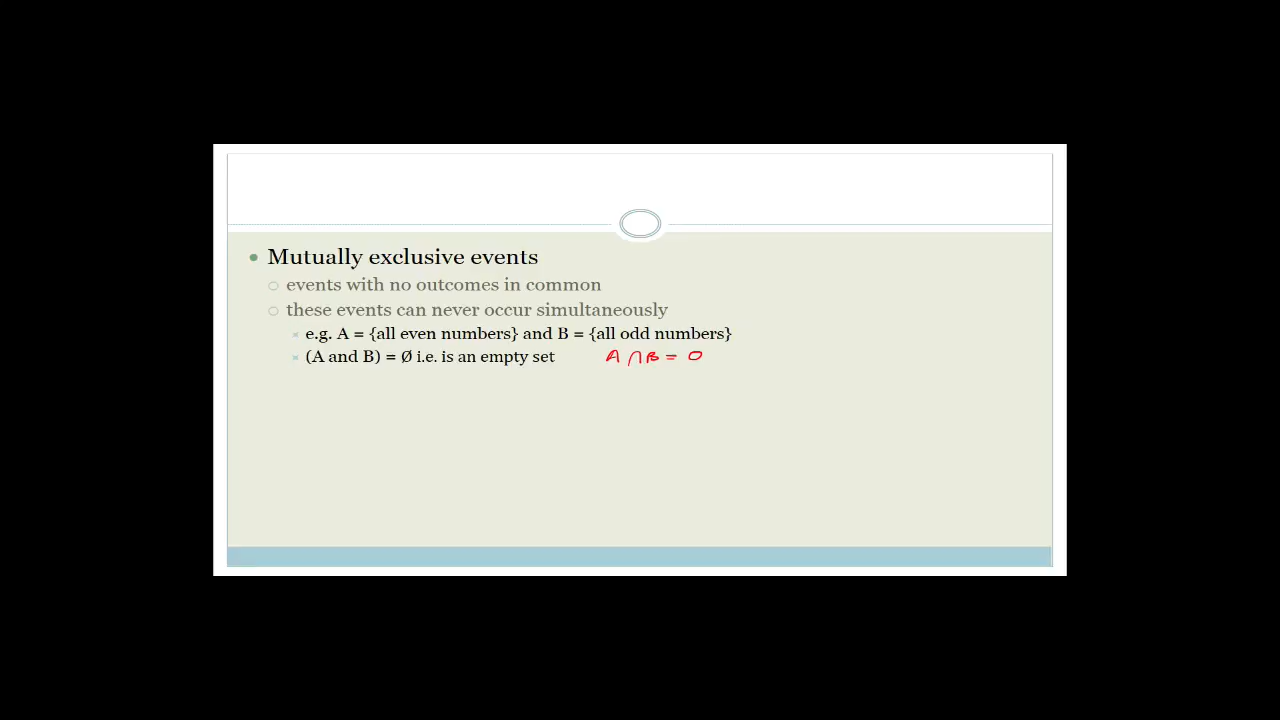 Mutually exclusive events
events with no outcomes in common
these events can never occur simultaneously
e.g. A = {all even numbers} and B = {all odd numbers}
(A and B) = Ø i.e. is an empty set A ∩ B = 0